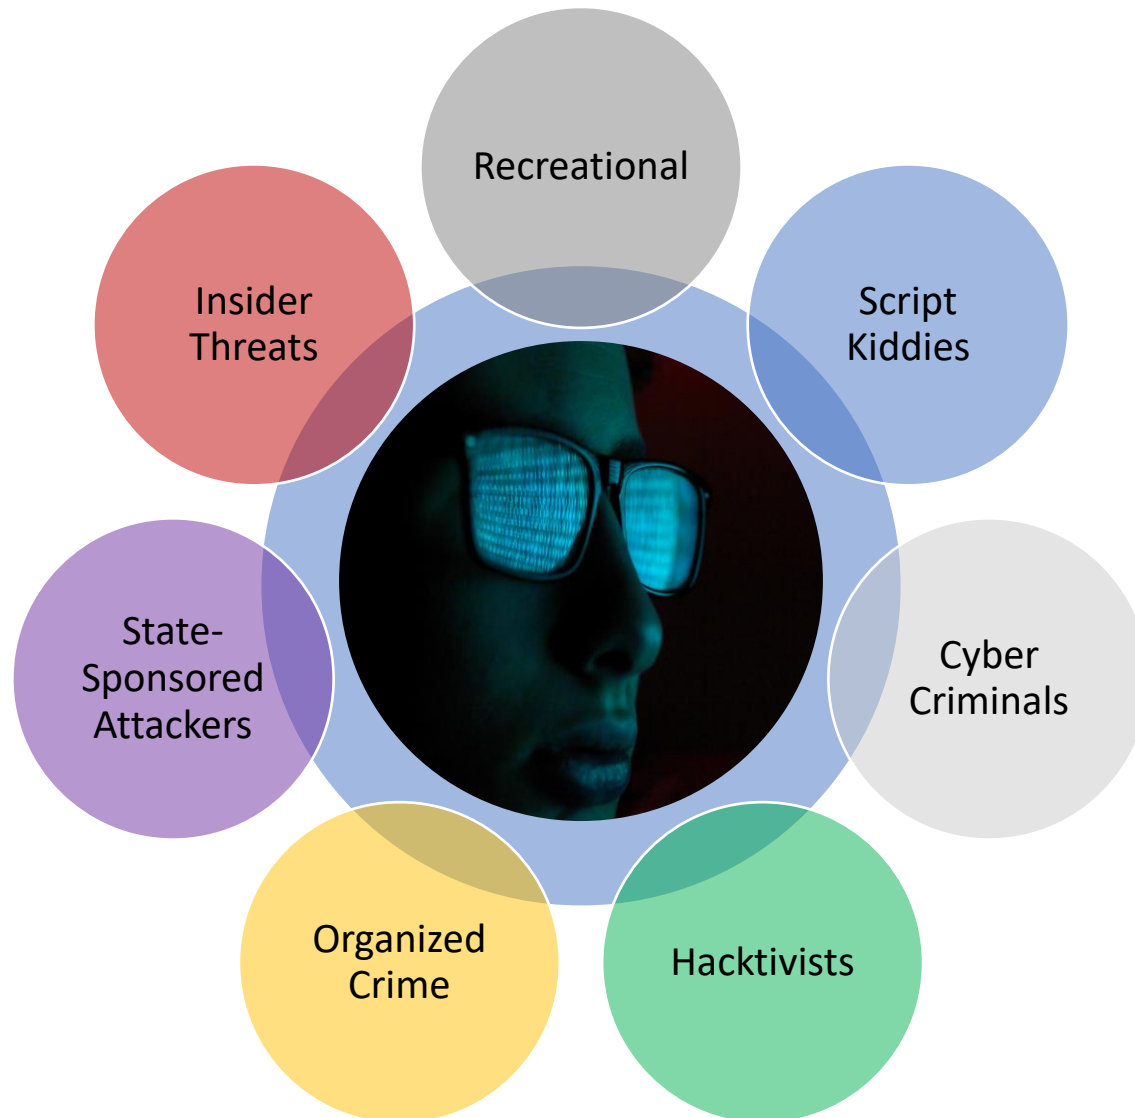 Recreational
Script
Kiddies
Cyber
Criminals
Hacktivists
Organized
Crime
State-
Sponsored
Attackers
Insider
Threats